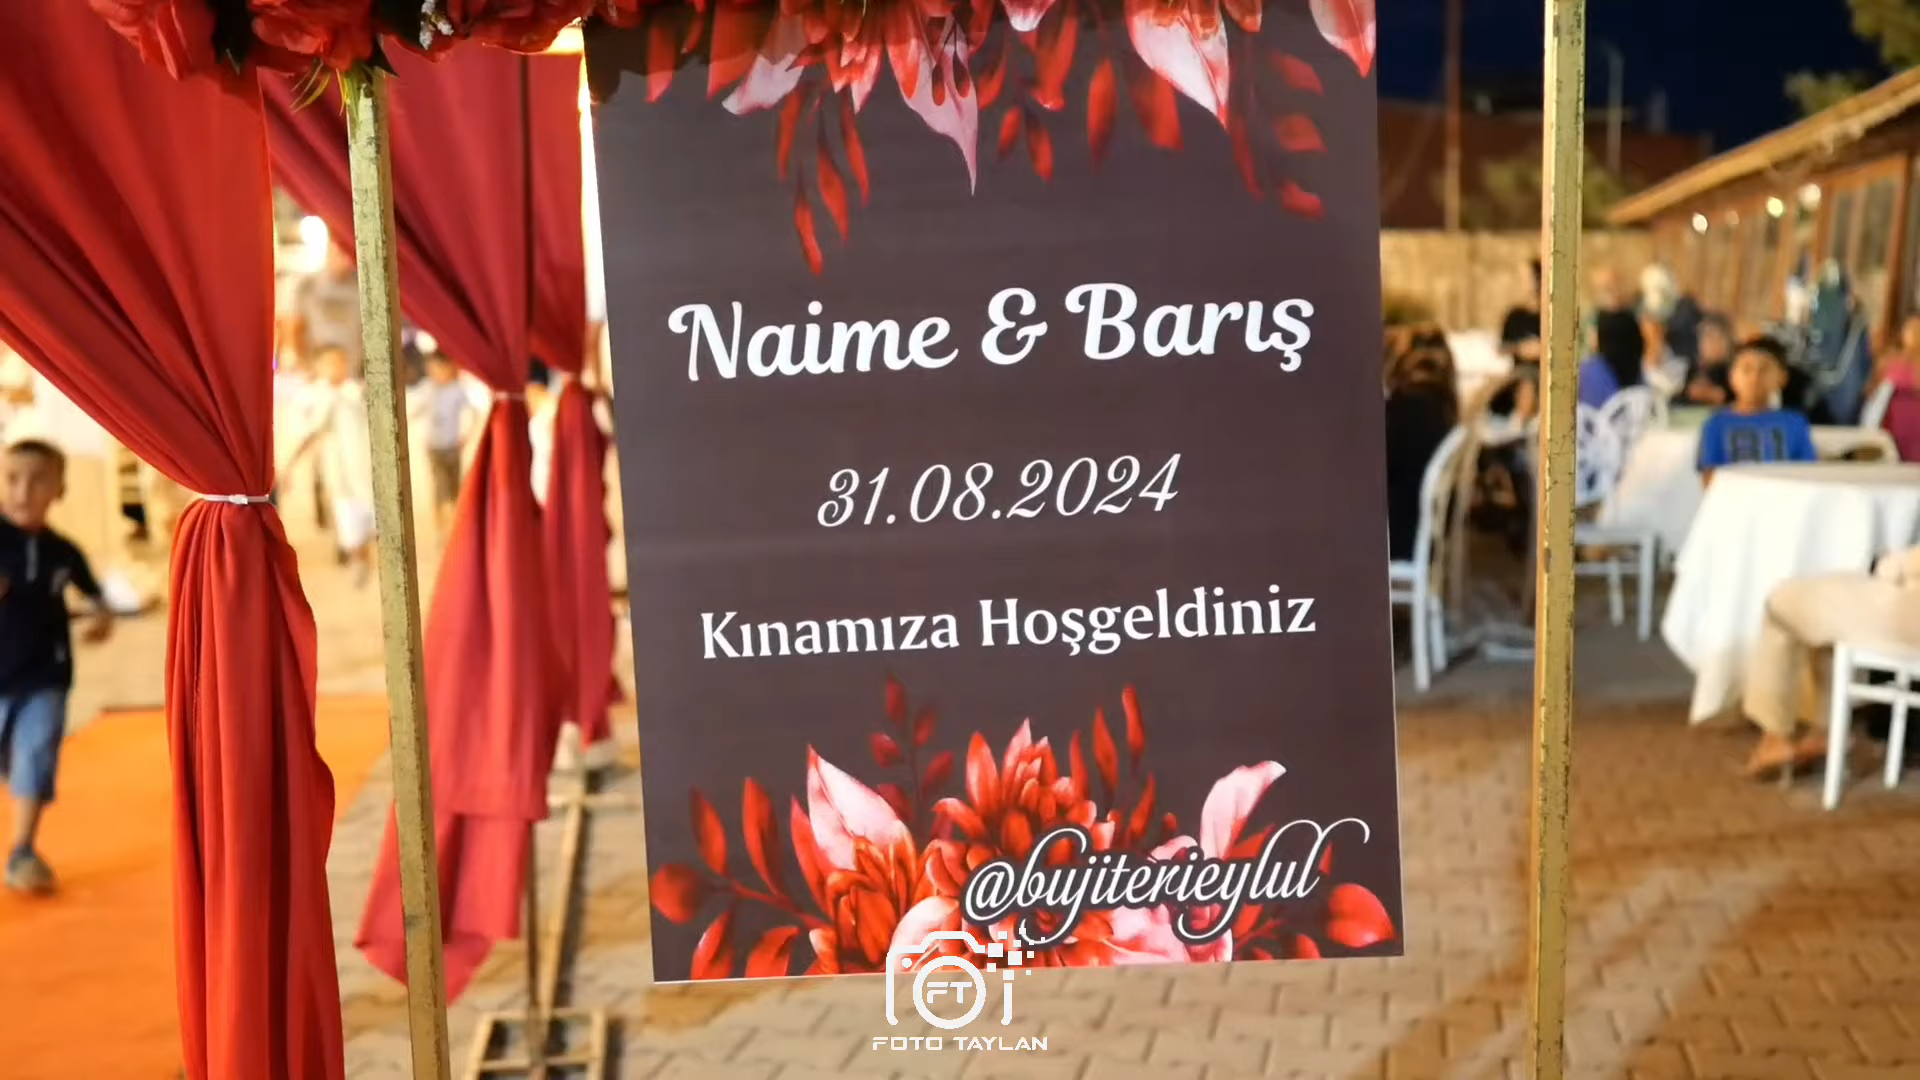 Naime & Barış
31.08.2024
Kınamıza Hoşgeldiniz
@bujiterieylul
FT
FOTO TAYLAN